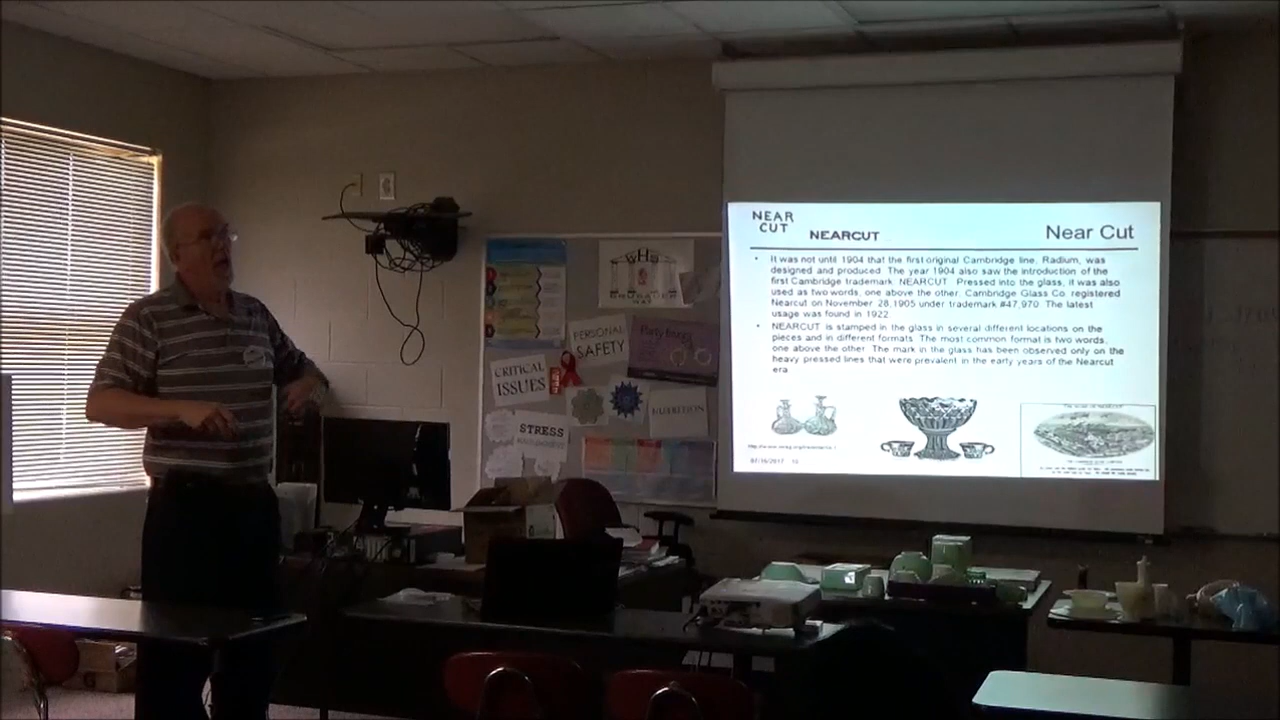 WHS
PERSONAL
SAFETY
CRITICAL
ISSUES
STRESS
NUTRITION
NEAR
CUT
NEARCUT
Near Cut
• It was not until 1904 that the first original Cambridge line, Radium, was
designed and produced. The year 1904 also saw the introduction of the
first Cambridge trademark. NEARCUT. Pressed into the glass, it was also
used as two words, one above the other. Cambridge Glass Co. registered
Nearcut on November 28,1905 under trademark #47,970. The latest
usage was found in 1922.
• NEARCUT is stamped in the glass in several different locations on the
pieces and in different formats. The most common format is two words,
one above the other. The mark in the glass has been observed only on the
heavy pressed lines that were prevalent in the early years of the Nearcut
era